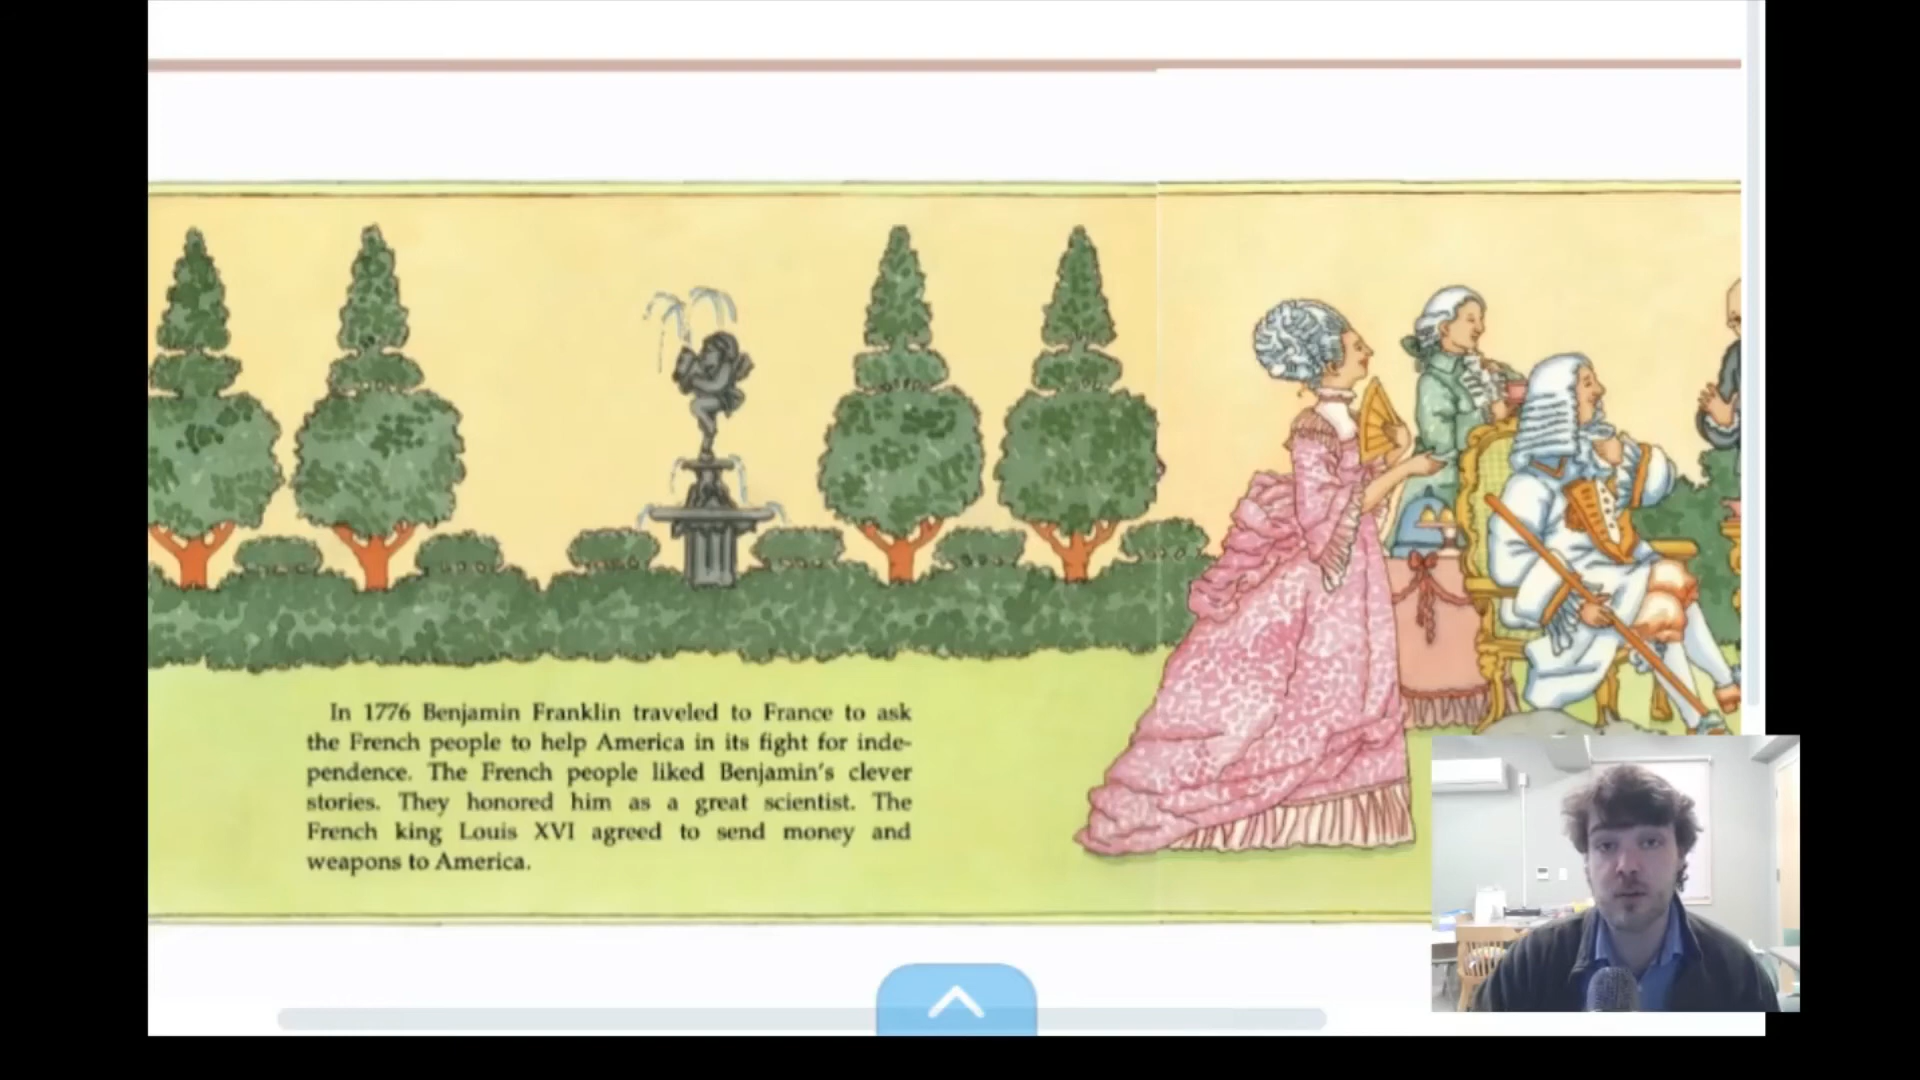 In 1776 Benjamin Franklin traveled to France to ask
the French people to help America in its fight for inde-
pendence. The French people liked Benjamin's clever
stories. They honored him as a great scientist. The
French king Louis XVI agreed to send money and
weapons to America.